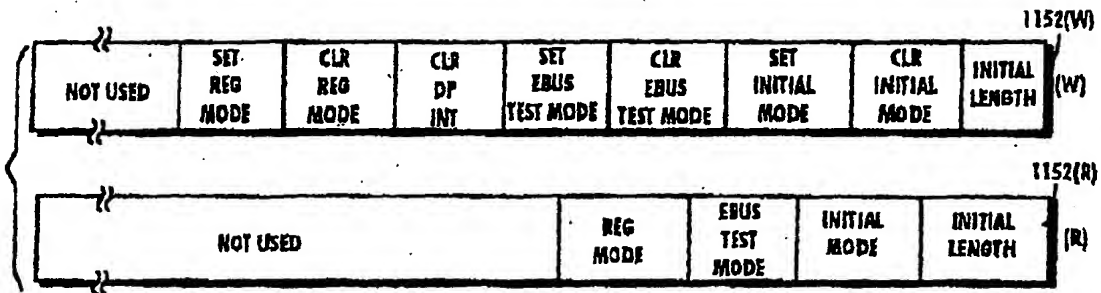 1152(W)
NOT USED
SET REG MODE
CLR REG MODE
CLR DP INT
SET EBUS TEST MODE
CLR EBUS TEST MODE
SET INITIAL MODE
CLR INITIAL MODE
INITIAL LENGTH
(W)
1152(R)
NOT USED
REG MODE
EBUS TEST MODE
INITIAL MODE
INITIAL LENGTH
(R)